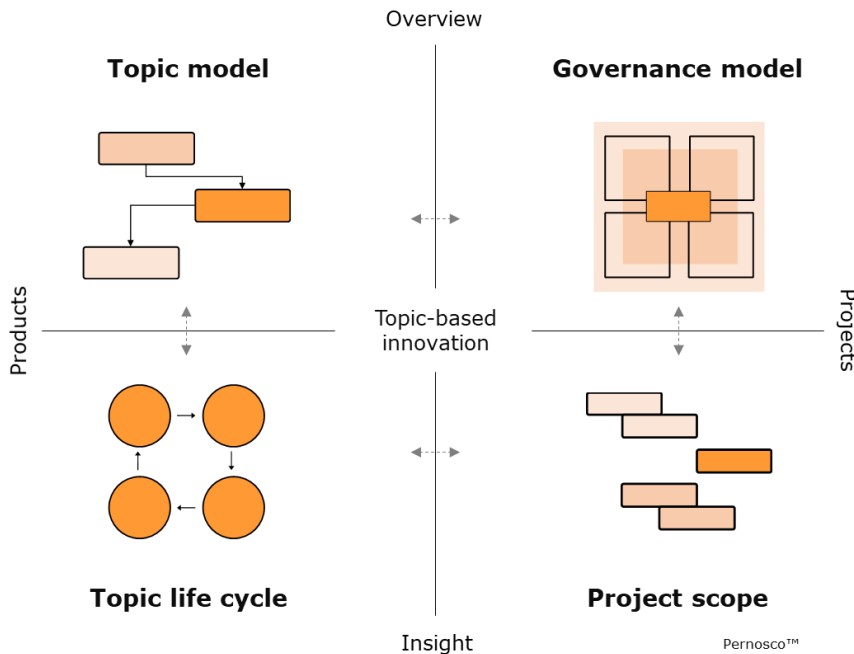 Overview
Topic model
Governance model
Products
Topic-based
innovation
Projects
Topic life cycle
Project scope
Insight
Pernosco™